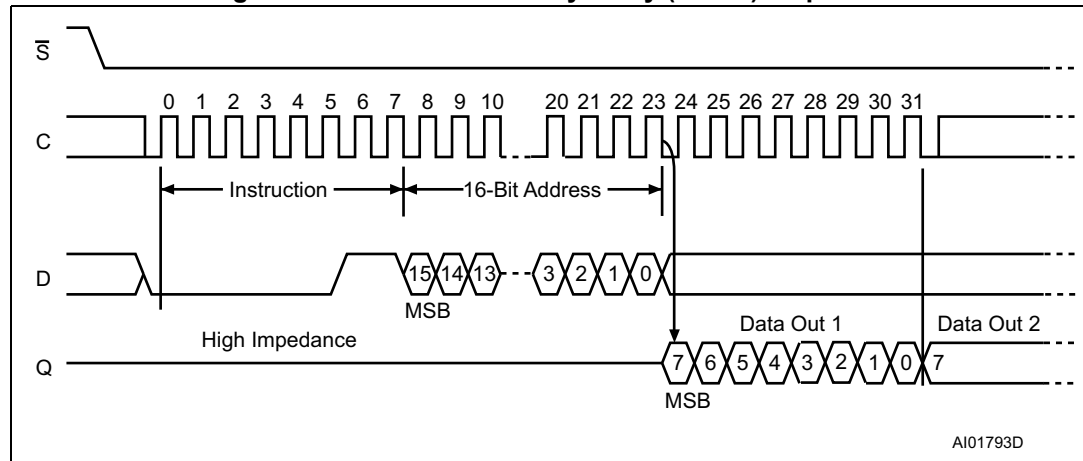 S̅
0 1 2 3 4 5 6 7 8 9 10 20 21 22 23 24 25 26 27 28 29 30 31
C
Instruction
16-Bit Address
D
15 14 13 3 2 1 0
MSB
High Impedance
Data Out 1
Data Out 2
Q
7 6 5 4 3 2 1 0 7
MSB
AI01793D